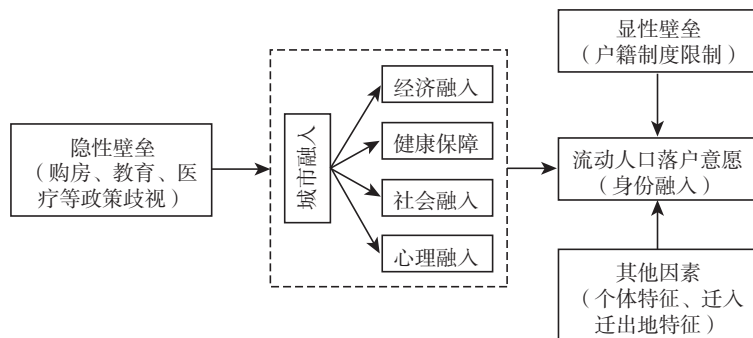 隐性壁垒
（购房、教育、医
疗等政策歧视）
城市融入
经济融入
健康保障
社会融入
心理融入
显性壁垒
（户籍制度限制）
流动人口落户意愿
（身份融入）
其他因素
（个体特征、迁入
迁出地特征）